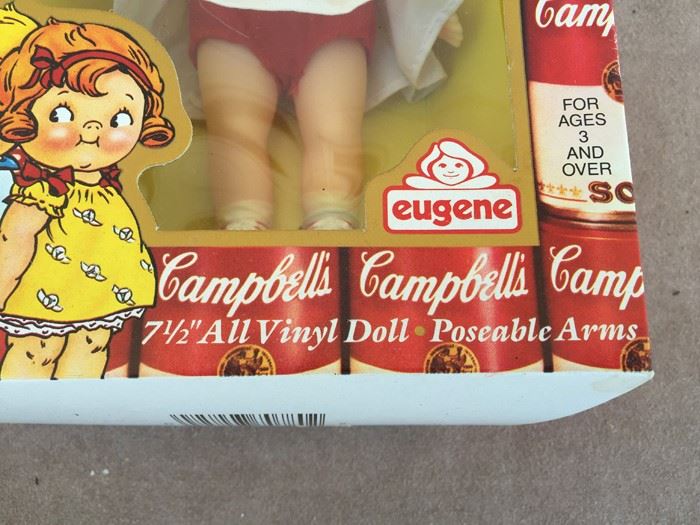 Camp
FOR
AGES
3
AND
OVER
SO
eugene
Campbell's Campbell's Camp
7½" All Vinyl Doll • Poseable Arms